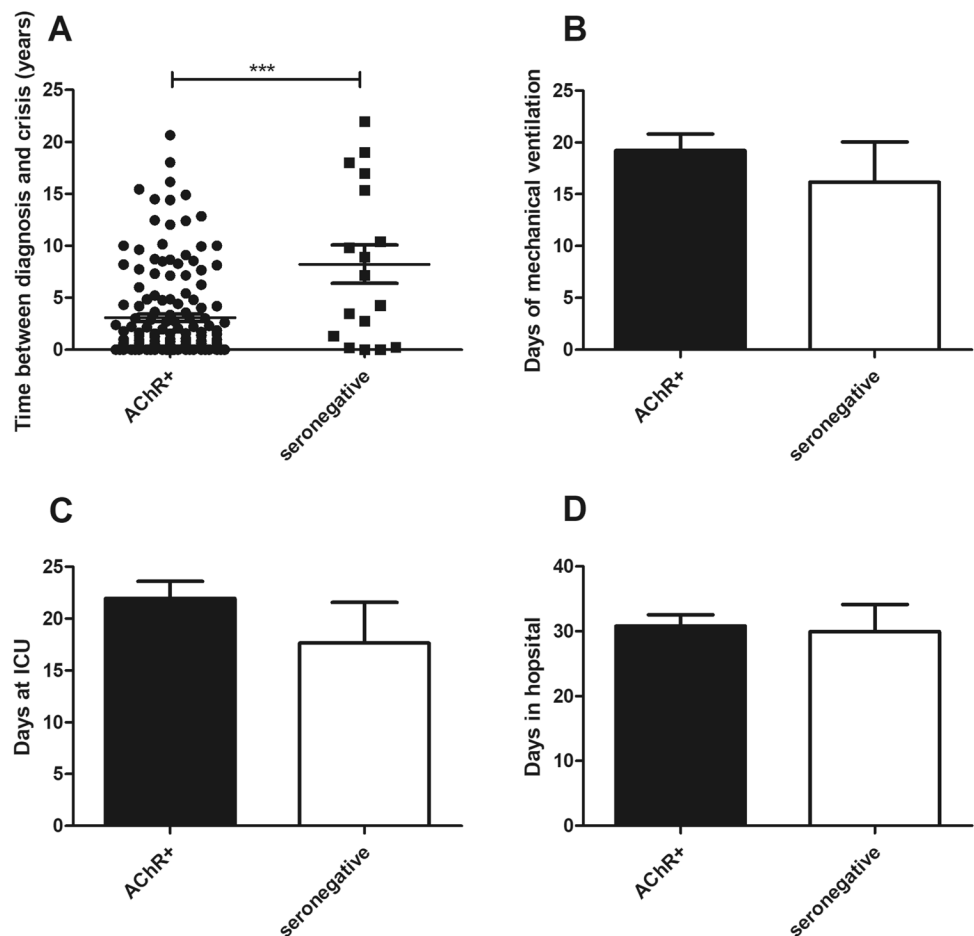 A
Time between diagnosis and crisis (years)
***
25
20
15
10
5
0
AChR+
seronegative
B
Days of mechanical ventilation
25
20
15
10
5
0
AChR+
seronegative
C
Days at ICU
25
20
15
10
5
0
AChR+
seronegative
D
Days in hopsital
40
30
20
10
0
AChR+
seronegative